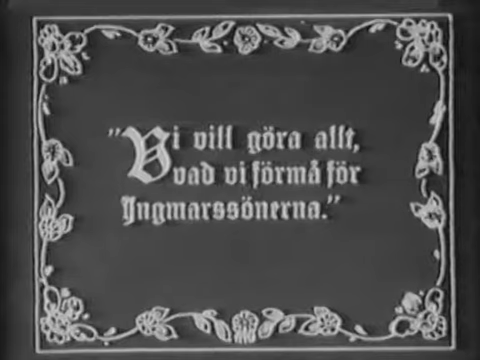 "Vi vill göra allt,
vad vi förmå för
Ingmarssönerna."